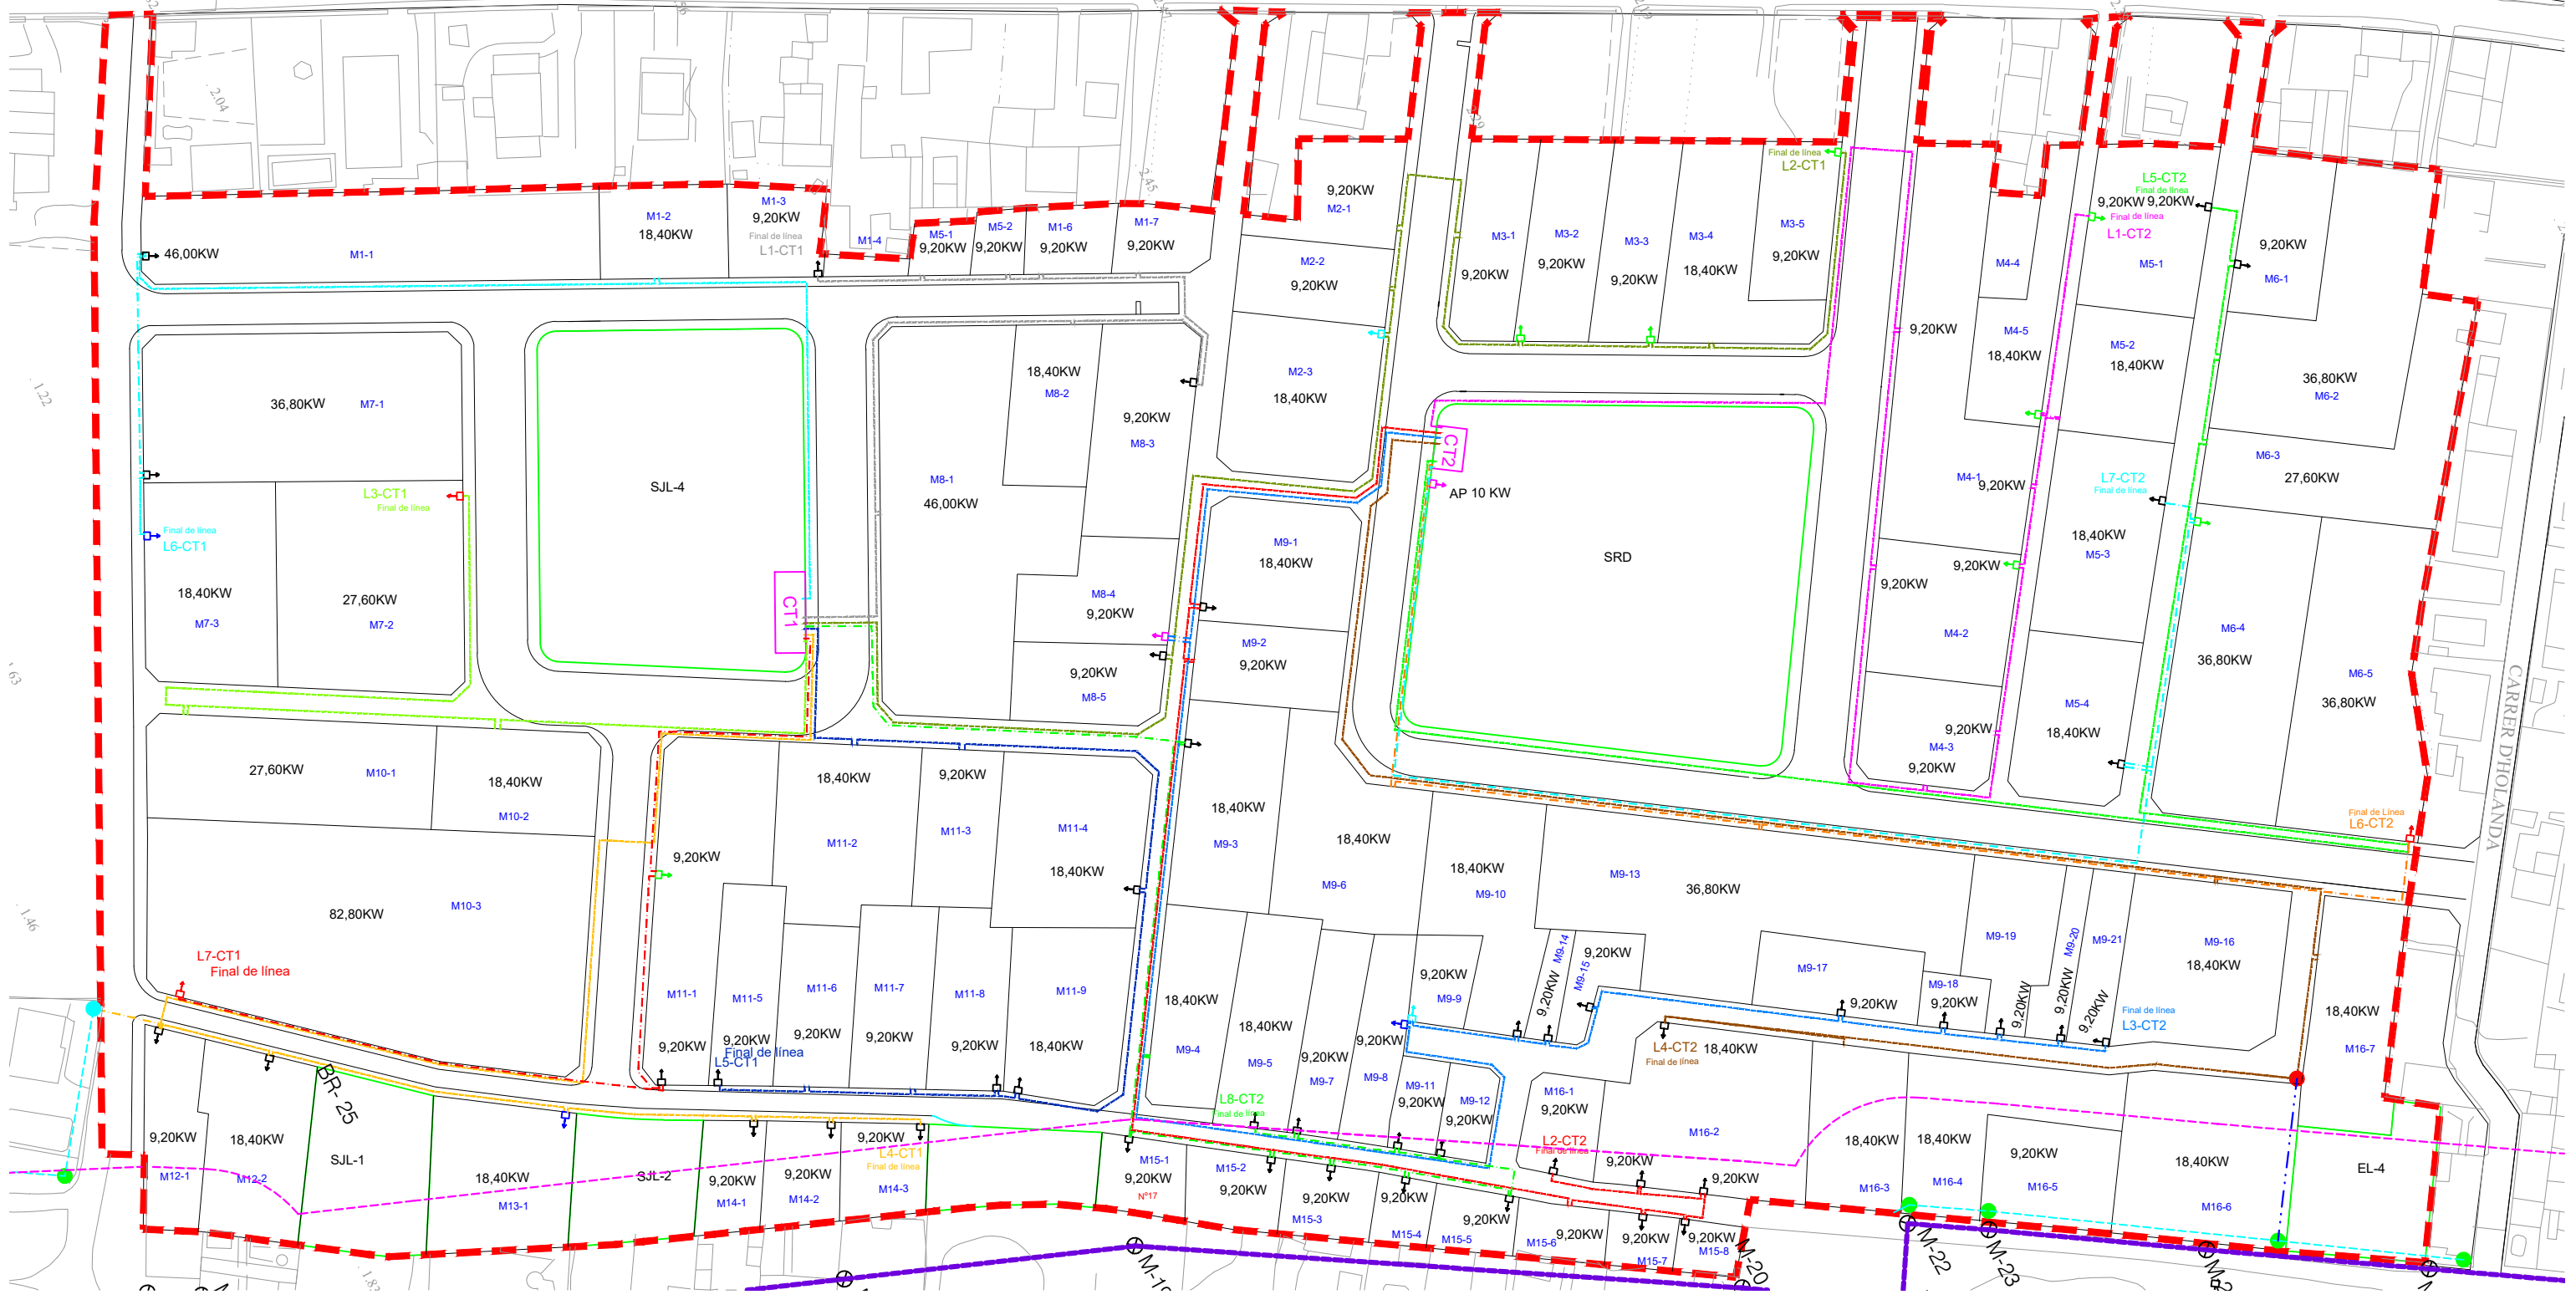 2.04
2.45
2.29
1.22
1.46
CARRER D'HOLANDA
46,00KW
M1-1
M1-2
18,40KW
M1-3
9,20KW
Final de línea
L1-CT1
M1-4
M5-1
9,20KW
M5-2
9,20KW
M1-6
9,20KW
M1-7
9,20KW
9,20KW
M2-1
M2-2
9,20KW
M2-3
18,40KW
Final de línea
L2-CT1
M3-1
9,20KW
M3-2
9,20KW
M3-3
9,20KW
M3-4
18,40KW
M3-5
9,20KW
M4-4
M4-5
18,40KW
9,20KW
M4-1
9,20KW
9,20KW
9,20KW
M4-2
9,20KW
M4-3
9,20KW
L5-CT2
Final de línea
9,20KW
9,20KW
Final de línea
L1-CT2
M5-1
M5-2
18,40KW
L7-CT2
Final de línea
18,40KW
M5-3
M5-4
18,40KW
9,20KW
M6-1
36,80KW
M6-2
M6-3
27,60KW
M6-4
36,80KW
M6-5
36,80KW
Final de Línea
L6-CT2
36,80KW
M7-1
L3-CT1
Final de línea
Final de línea
L6-CT1
18,40KW
M7-3
27,60KW
M7-2
SJL-4
CT1
M8-1
46,00KW
18,40KW
M8-2
9,20KW
M8-3
M8-4
9,20KW
9,20KW
M8-5
CT2
AP 10 KW
SRD
M9-1
18,40KW
M9-2
9,20KW
18,40KW
M9-3
18,40KW
M9-6
18,40KW
M9-10
M9-13
36,80KW
18,40KW
M9-4
18,40KW
M9-5
9,20KW
M9-7
9,20KW
M9-8
9,20KW
M9-9
M9-11
9,20KW
M9-12
9,20KW
M9-14
9,20KW
M9-15
9,20KW
M9-17
9,20KW
M9-18
9,20KW
M9-19
9,20KW
M9-20
9,20KW
M9-21
9,20KW
M9-16
18,40KW
Final de línea
L3-CT2
27,60KW
M10-1
18,40KW
M10-2
82,80KW
M10-3
L7-CT1
Final de línea
9,20KW
M11-1
9,20KW
18,40KW
M11-2
9,20KW
M11-3
M11-4
18,40KW
M11-5
9,20KW
M11-6
9,20KW
M11-7
9,20KW
M11-8
9,20KW
M11-9
18,40KW
Final de línea
L5-CT1
BR-25
9,20KW
M12-1
18,40KW
M12-2
SJL-1
18,40KW
M13-1
SJL-2
9,20KW
M14-1
9,20KW
M14-2
9,20KW
L4-CT1
Final de línea
M14-3
L8-CT2
Final de línea
M15-1
9,20KW
Nº17
M15-2
9,20KW
9,20KW
M15-3
9,20KW
M15-4
9,20KW
M15-5
9,20KW
M15-6
9,20KW
M15-7
9,20KW
M15-8
L2-CT2
Final de línea
L4-CT2
Final de línea
18,40KW
M16-1
9,20KW
M16-2
9,20KW
9,20KW
18,40KW
M16-3
18,40KW
M16-4
9,20KW
M16-5
18,40KW
M16-6
18,40KW
M16-7
EL-4
M-19
M-20
M-22
M-23